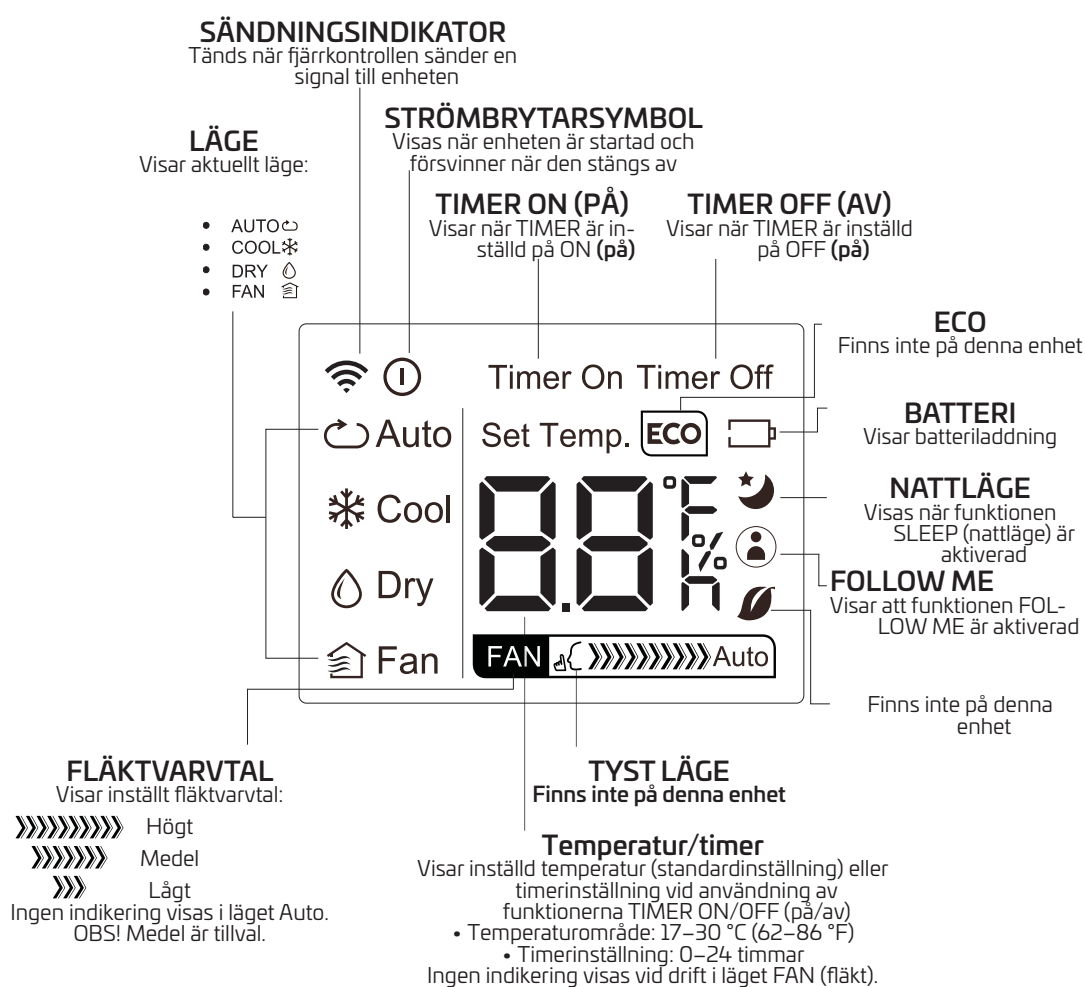 SÄNDNINGSINDIKATOR
Tänds när fjärrkontrollen sänder en
signal till enheten
STRÖMBRYTARSYMBOL
Visas när enheten är startad och
försvinner när den stängs av
LÄGE
Visar aktuellt läge:
• AUTO
• COOL
• DRY
• FAN
TIMER ON (PÅ)
Visar när TIMER är in-
ställd på ON (på)
TIMER OFF (AV)
Visar när TIMER är inställd
på OFF (på)
ECO
Finns inte på denna enhet
BATTERI
Visar batteriladdning
NATTLÄGE
Visas när funktionen
SLEEP (nattläge) är
aktiverad
FOLLOW ME
Visar att funktionen FOL-
LOW ME är aktiverad
Finns inte på denna
enhet
Timer On Timer Off
Auto
Set Temp. ECO
Cool
88 °F
%
h
Dry
Fan
FAN Auto
FLÄKTVARVTAL
Visar inställt fläktvarvtal:
Högt
Medel
Lågt
Ingen indikering visas i läget Auto.
OBS! Medel är tillval.
TYST LÄGE
Finns inte på denna enhet
Temperatur/timer
Visar inställd temperatur (standardinställning) eller
timerinställning vid användning av
funktionerna TIMER ON/OFF (på/av)
• Temperaturområde: 17–30 °C (62–86 °F)
• Timerinställning: 0–24 timmar
Ingen indikering visas vid drift i läget FAN (fläkt).